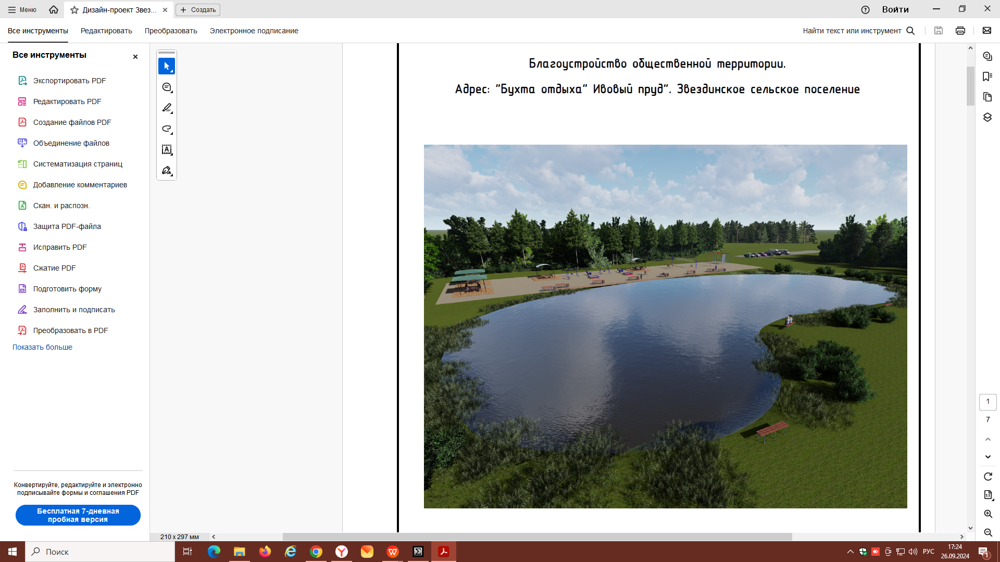 Меню
Дизайн-проект Звез...
Создать
Войти
Все инструменты
Редактировать
Преобразовать
Электронное подписание
Найти текст или инструмент
Все инструменты
Экспортировать PDF
Редактировать PDF
Создание файлов PDF
Объединение файлов
Систематизация страниц
Добавление комментариев
Скан. и распозн.
Защита PDF-файла
Исправить PDF
Сжатие PDF
Подготовить форму
Заполнить и подписать
Преобразовать в PDF
Показать больше
Конвертируйте, редактируйте и электронно
подписывайте формы и соглашения PDF
Бесплатная 7-дневная
пробная версия
Благоустройство общественной территории.
Адрес: "Бухта отдыха" Ивовый пруд". Звездинское сельское поселение
1
7
210 x 297 мм
Поиск
РУС
17:24
26.09.2024
1